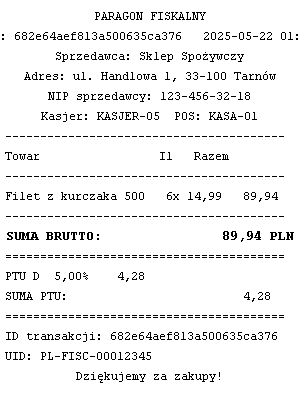 PARAGON FISKALNY
: 682e64aef813a500635ca376 2025-05-22 01:
Sprzedawca: Sklep Spożywczy
Adres: ul. Handlowa 1, 33-100 Tarnów
NIP sprzedawcy: 123-456-32-18
Kasjer: KASJER-05 POS: KASA-01
----------------------------------------
Towar Il Razem
----------------------------------------
Filet z kurczaka 500 6x 14,99 89,94
----------------------------------------
SUMA BRUTTO: 89,94 PLN
========================================
PTU D 5,00% 4,28
SUMA PTU: 4,28
========================================
ID transakcji: 682e64aef813a500635ca376
UID: PL-FISC-00012345
Dziękujemy za zakupy!